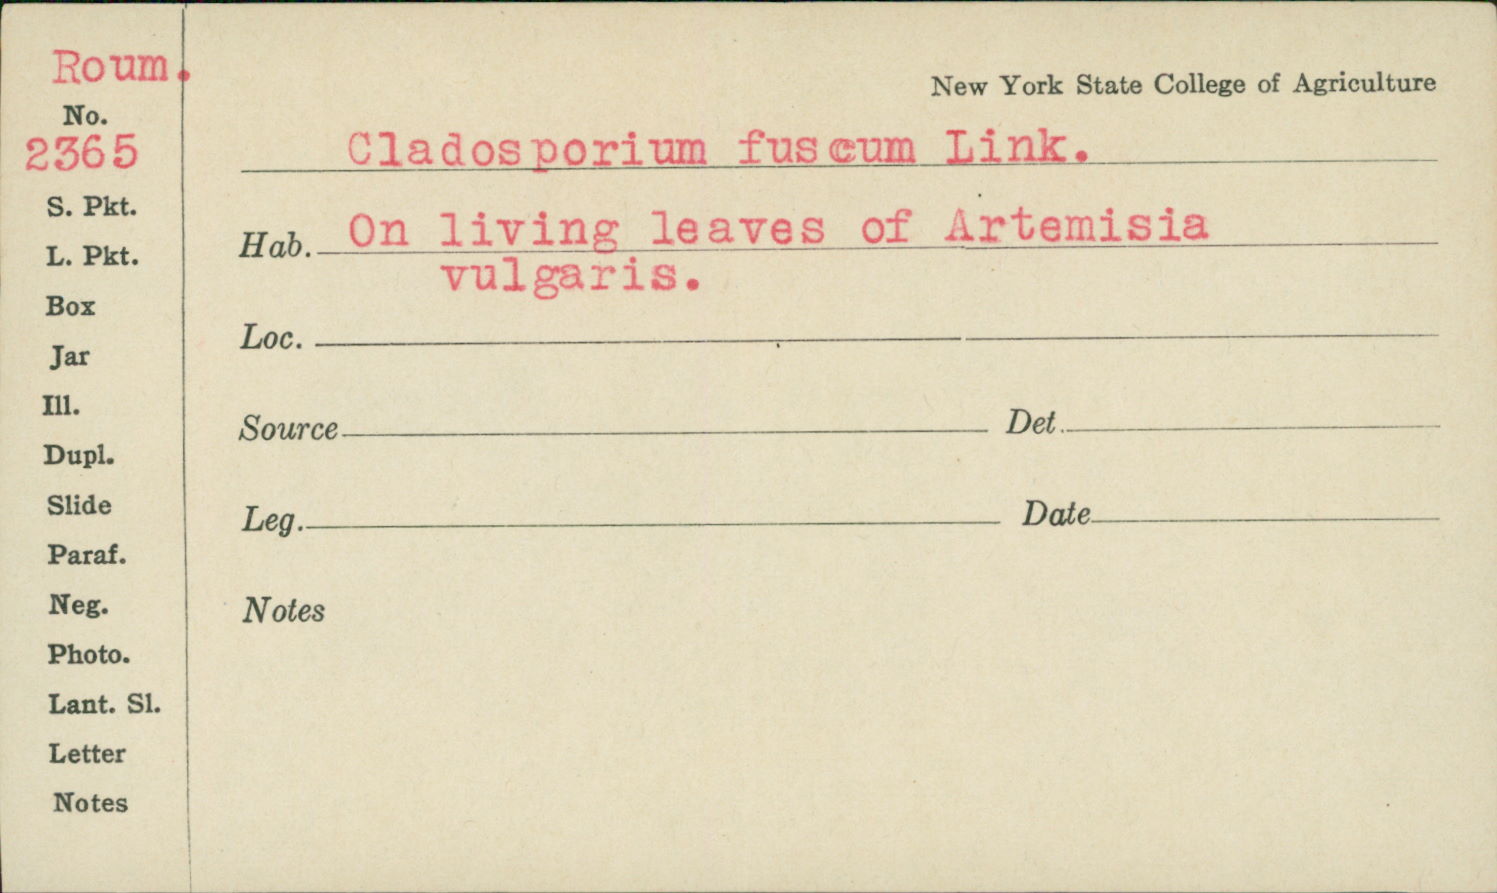 Roum.
No.
2365
S. Pkt.
L. Pkt.
Box
Jar
Ill.
Dupl.
Slide
Paraf.
Neg.
Photo.
Lant. Sl.
Letter
Notes
New York State College of Agriculture
Cladosporium fuscum Link.
Hab. On living leaves of Artemisia
vulgaris.
Loc.
Source Det.
Leg. Date
Notes